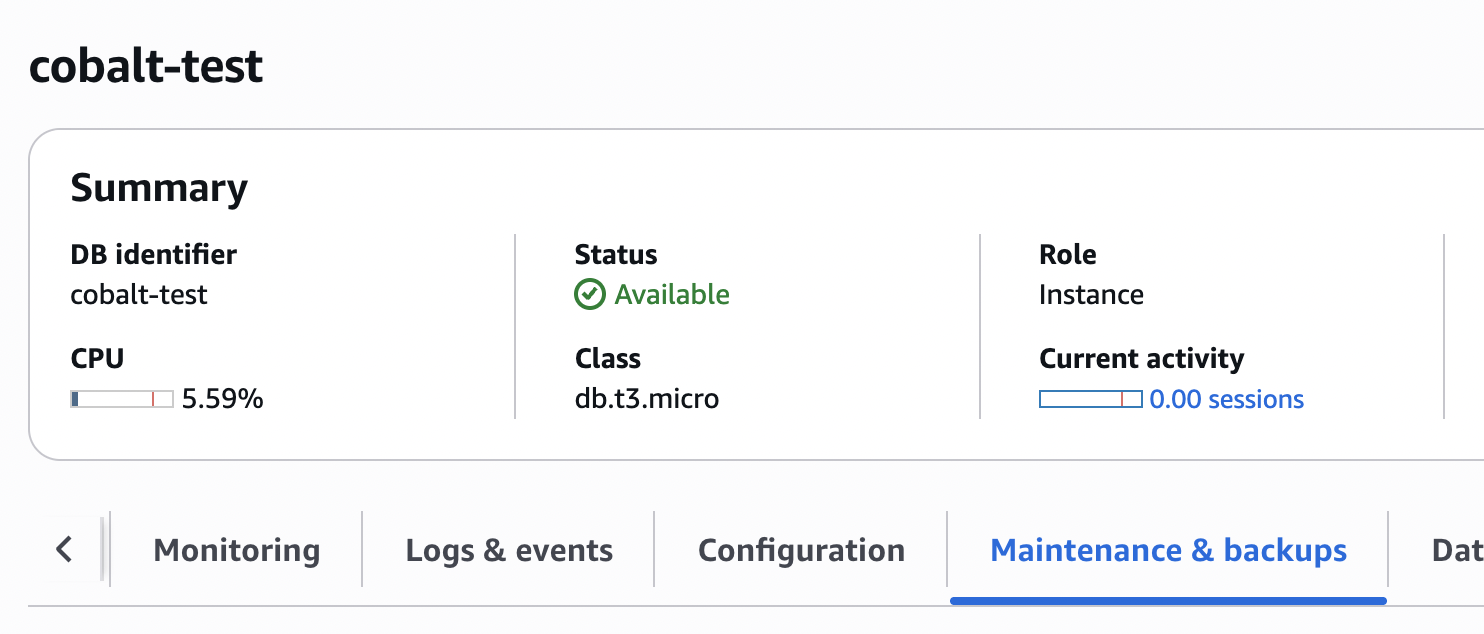 cobalt-test
Summary
DB identifier
cobalt-test
Status
Available
Role
Instance
CPU
5.59%
Class
db.t3.micro
Current activity
0.00 sessions
Monitoring
Logs & events
Configuration
Maintenance & backups
Dat